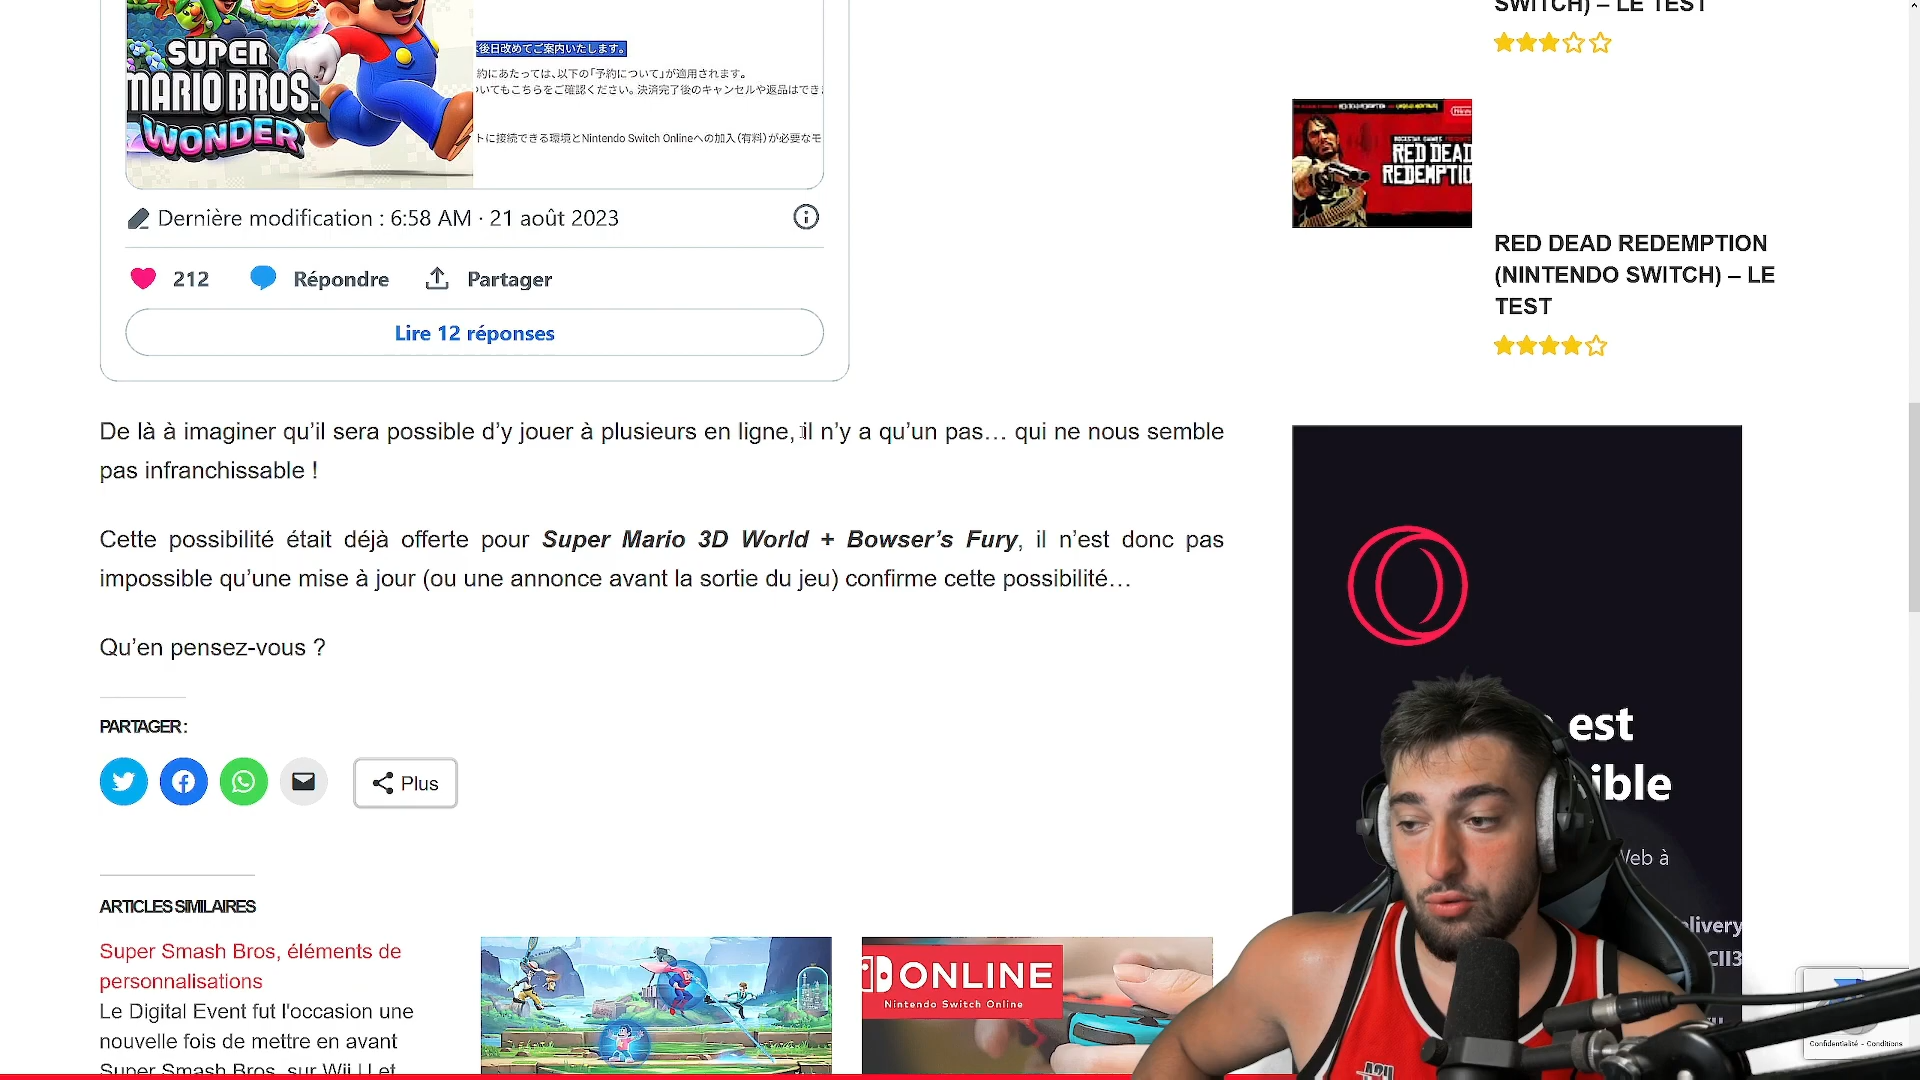 SUPER
MARIO BROS.
WONDER
後日改めてご案内いたします。
約にあたっては、以下の「予約について」が適用されます。
ついてもこちらをご確認ください。決済完了後のキャンセルや返品はでき
トに接続できる環境とNintendo Switch Onlineへの加入(有料)が必要なモ
Dernière modification : 6:58 AM · 21 août 2023
212 Répondre Partager
Lire 12 réponses
De là à imaginer qu’il sera possible d’y jouer à plusieurs en ligne, il n’y a qu’un pas… qui ne nous semble
pas infranchissable !
Cette possibilité était déjà offerte pour Super Mario 3D World + Bowser’s Fury, il n’est donc pas
impossible qu’une mise à jour (ou une annonce avant la sortie du jeu) confirme cette possibilité…
Qu’en pensez-vous ?
PARTAGER :
Plus
ARTICLES SIMILAIRES
Super Smash Bros, éléments de
personnalisations
Le Digital Event fut l'occasion une
nouvelle fois de mettre en avant
Super Smash Bros. sur Wii U et
ONLINE
Nintendo Switch Online
SWITCH) – LE TEST
RED DEAD
REDEMPTIO
RED DEAD REDEMPTION
(NINTENDO SWITCH) – LE
TEST
est
ible
Web à
elivery
CII3
Confidentialité - Conditions